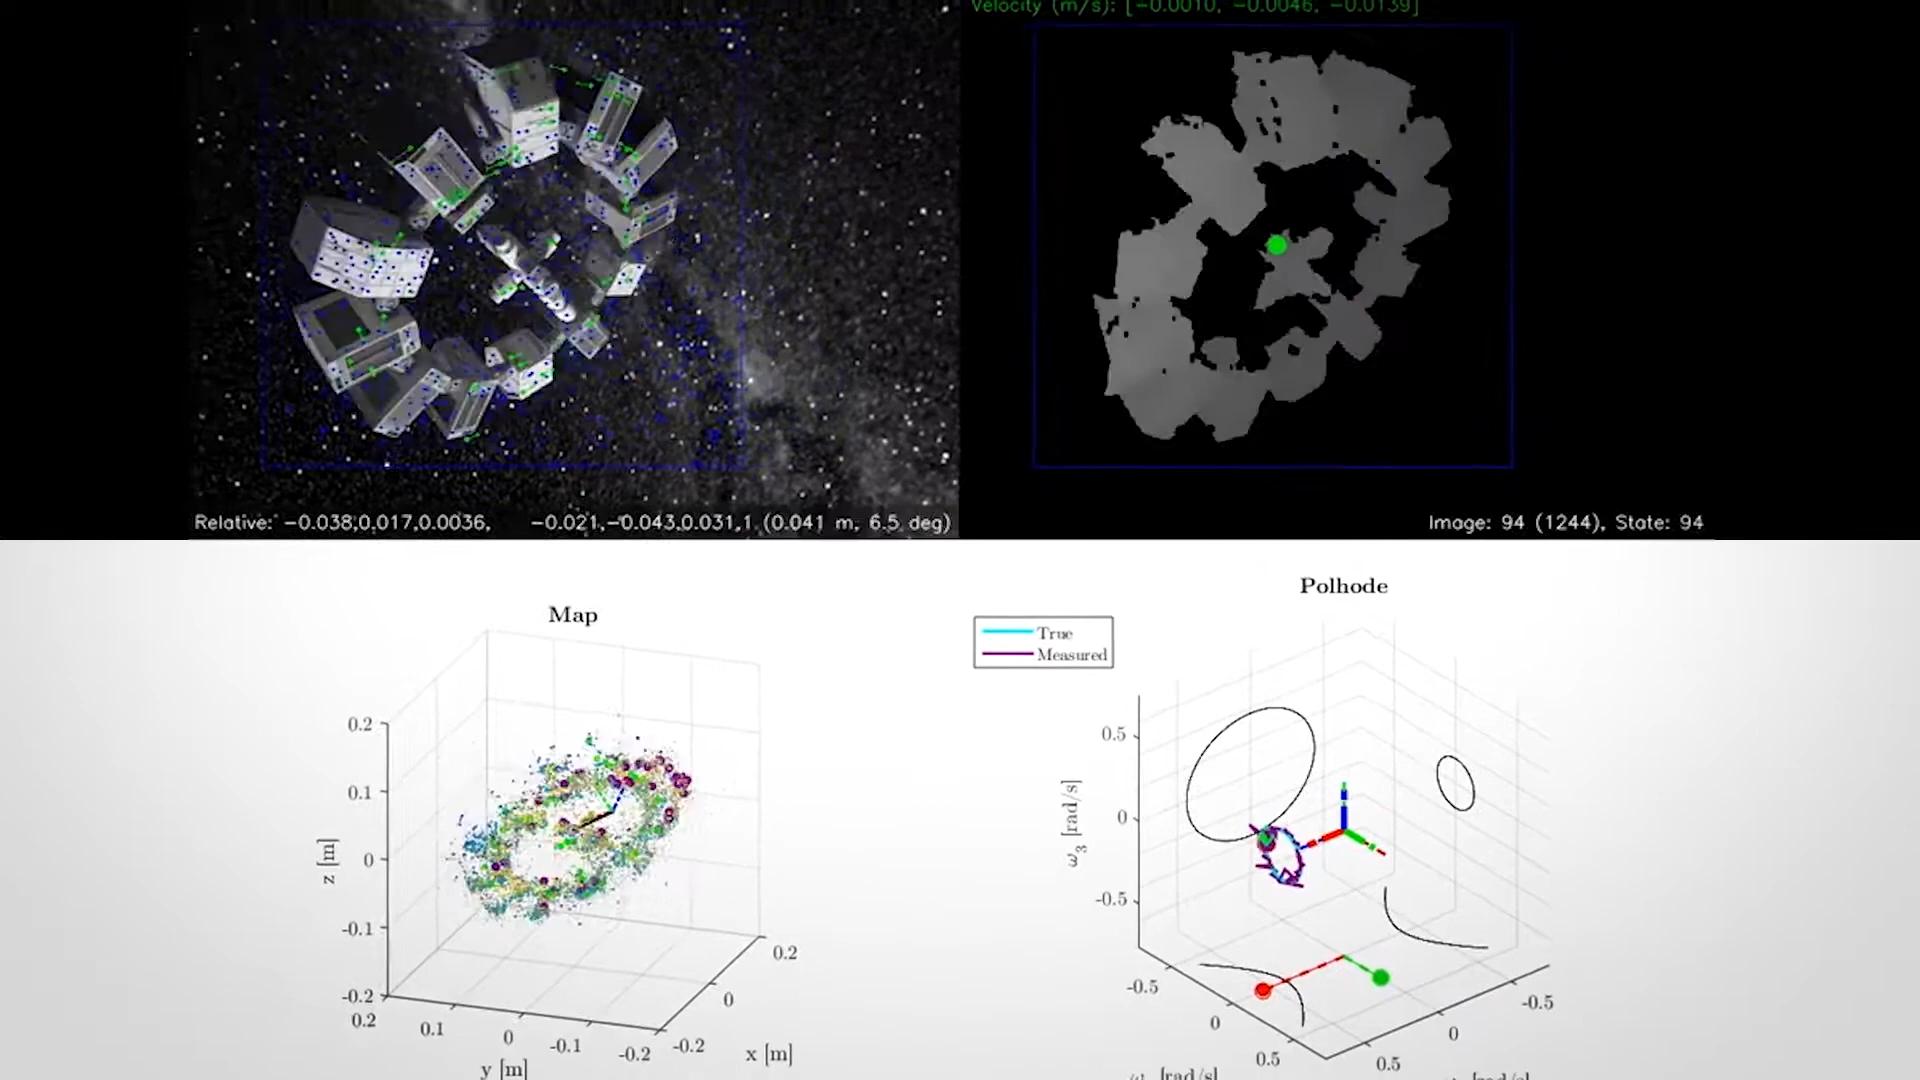 Velocity (m/s): [−0.0010, −0.0046, −0.0139]
Relative: −0.038,0.017,0.0036, −0.021,−0.043,0.031,1 (0.041 m, 6.5 deg)
Image: 94 (1244), State: 94
Map
0.2
0.1
0
-0.1
-0.2
z [m]
0.2
0.1
0
-0.1
-0.2
y [m]
-0.2
0
0.2
x [m]
Polhode
True
Measured
0.5
0
-0.5
ω3 [rad/s]
-0.5
0
0.5
[rad/s]
0.5
0
-0.5
[rad/s]